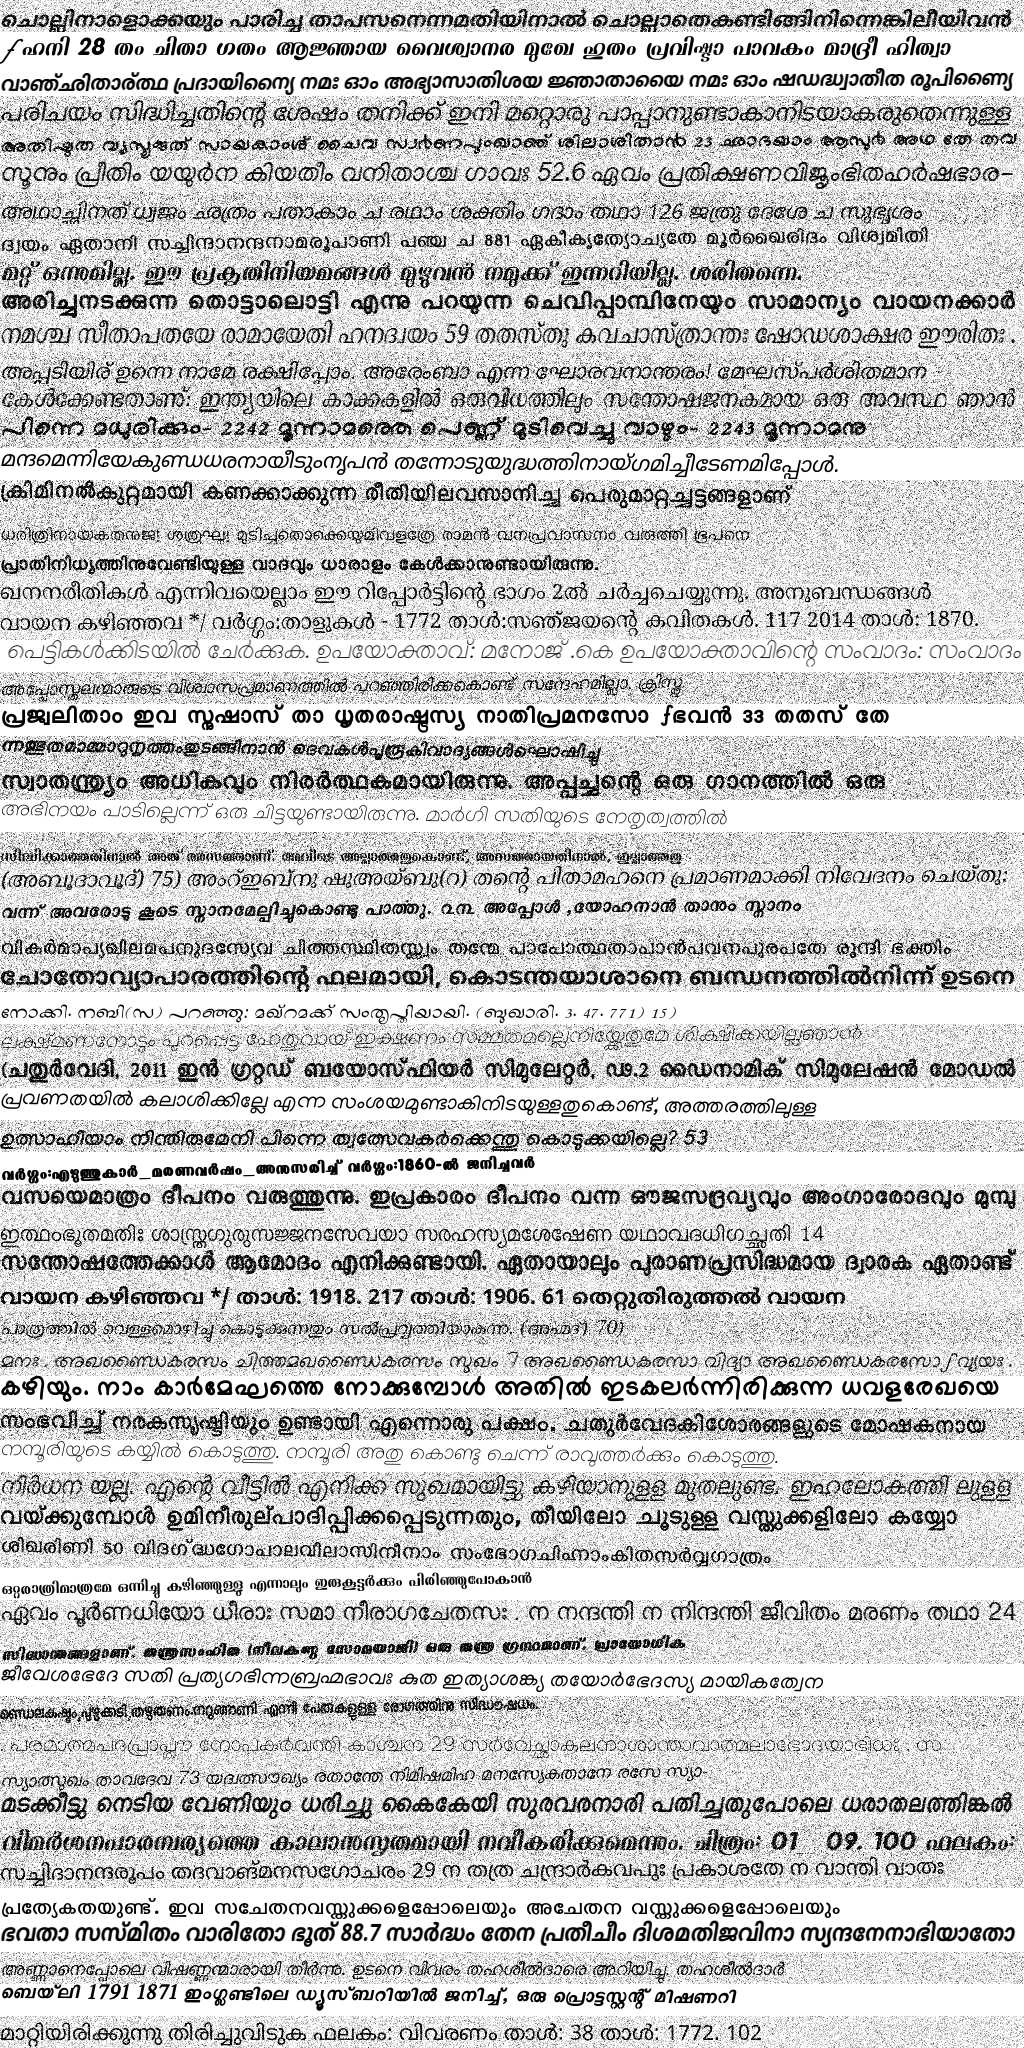 ചൊല്ലിനാളൊക്കയും പാരിച്ച താപസനെന്നമതിയിനാൽ ചൊല്ലാതെകണ്ടിങ്ങിനിന്നെങ്കിലീയിവൻ
ƒഹനി 28 തം ചിതാ ഗതം ആജ്ഞായ വൈശ്വാനര മുഖേ ഹുതം പ്രവിഷ്ടാ പാവകം മാദ്രീ ഹിത്വാ
വാഞ്ഛിതാർത്ഥ പ്രദായിന്യൈ നമഃ ഓം അഭ്യാസാതിശയ ജ്ഞാതായൈ നമഃ ഓം ഷഡദ്ധ്വാതീത രൂപിണ്യൈ
പരിചയം സിദ്ധിച്ചതിന്റെ ശേഷം തനിക്ക് ഇനി മറ്റൊരു പാപ്പാനുണ്ടാകാനിടയാകരുതെന്നുള്ള
അതിഷ്ഠത വ്യസൃജത് സായകാംശ് ചൈവ സ്വർണപുംഖാഞ് ശിലാശിതാൻ 23 ഛാദയാം ആസുർ അഥ തേ തവ
സൂനും പ്രീതിം യയുർന കിയതീം വനിതാശ്ച ഗാവഃ 52.6 ഏവം പ്രതിക്ഷണവിജൃംഭിതഹർഷഭാര–
അഥാച്ഛിനത് ധ്വജം ഛത്രം പതാകാം ച രഥാം ശക്തിം ഗദാം തഥാ 126 ജത്രു ദേശേ ച സുഭൃശം
ദ്വയം ഏതാനി സച്ചിന്ദാനന്ദനാമരൂപാണി പഞ്ച ച 881 ഏകീകൃത്യോച്യതേ മൂർഖൈരിദം വിശ്വമിതി
മറ്റ് ഒന്നുമില്ല. ഈ പ്രകൃതിനിയമങ്ങൾ മുഴുവൻ നമുക്ക് ഇന്നറിയില്ല. ശരിതന്നെ.
അരിച്ചുനടക്കുന്ന തൊട്ടാലൊട്ടി എന്നു പറയുന്ന ചെവിപ്പാമ്പിനേയും സാമാന്യം വായനക്കാർ
നമശ്ച സീതാപതയേ രാമായേതി ഹനദ്വയം 59 തതസ്തു കവചാസ്ത്രാന്തഃ ഷോഡശാക്ഷര ഈരിതഃ .
അപ്പടിയിര് ഉന്നെ നാമേ രക്ഷിപ്പോം. അരേംബാ എന്ന ഘോരവനാന്തരം! മേഘസ്പർശിതമാന -
കേൾക്കേണ്ടതാണ്: ഇന്ത്യയിലെ കാക്കകളിൽ ഒരുവിധത്തിലും സന്തോഷജനകമായ ഒരു അവസ്ഥ ഞാൻ
പിന്നെ മധുരിക്കും- 2242 മൂന്നാമത്തെ പെണ്ണ് മുടിവെച്ചു വാഴും- 2243 മൂന്നാമനു
മന്ദമെന്നിയേകുണ്ഡധരനായീടുംനൃപൻ തന്നോടുയുദ്ധത്തിനായ്ഗമിച്ചീടേണമിപ്പോൾ.
ക്രിമിനൽകുറ്റമായി കണക്കാക്കുന്ന രീതിയിലവസാനിച്ച പെരുമാറ്റച്ചട്ടങ്ങളാണ്
ധരിത്രിനായകതനുജ! ശത്രുഘ്ന! മുടിച്ചതൊക്കെയുമിവളത്രേ രാമൻ വനപ്രവാസനം വരുത്തി ഭൂപനെ
പ്രാതിനിധ്യത്തിനുവേണ്ടിയുള്ള വാദവും ധാരാളം കേൾക്കാനുണ്ടായിരുന്നു.
ഖനനരീതികൾ എന്നിവയെല്ലാം ഈ റിപ്പോർട്ടിന്റെ ഭാഗം 2ൽ ചർച്ചചെയ്യുന്നു. അനുബന്ധങ്ങൾ
വായന കഴിഞ്ഞവ */ വർഗ്ഗം:താളുകൾ - 1772 താൾ:സഞ്ജയന്റെ കവിതകൾ. 117 2014 താൾ: 1870.
പെട്ടികൾക്കിടയിൽ ചേർക്കുക. ഉപയോക്താവ്: മനോജ് .കെ ഉപയോക്താവിന്റെ സംവാദം: സംവാദം
അപ്പോസ്തലന്മാരുടെ വിശ്വാസപ്രമാണത്തിൽ പറഞ്ഞിരിക്കകൊണ്ട് സന്ദേഹമില്ലാ. ക്രിസ്തു
പ്രജ്വലിതാം ഇവ സ്നുഷാസ് താ ധൃതരാഷ്ട്രസ്യ നാതിപ്രമനസോ ƒഭവൻ 33 തതസ് തേ
ന്നത്ഭുതമാമ്മാറുനൃത്തംതുടങ്ങിനാൻ ദേവകൾപുഷ്പകിവാദ്യങ്ങൾഘോഷിച്ചു
സ്വാതന്ത്ര്യം അധികവും നിരർത്ഥകമായിരുന്നു. അപ്പച്ചന്റെ ഒരു ഗാനത്തിൽ ഒരു
അഭിനയം പാടില്ലെന്ന് ഒരു ചിട്ടയുണ്ടായിരുന്നു. മാർഗി സതിയുടെ നേതൃത്വത്തിൽ
സിദ്ധിക്കാത്തതിനാൽ അത് അസത്താണ്. അവിടെ അല്ലാത്തതുകൊണ്ട്, അസത്തായതിനാൽ, ഇല്ലാത്തതു
(അബൂദാവൂദ്) 75) അംറ്ഇബ്നു ഷുഅയ്ബു(റ) തന്റെ പിതാമഹനെ പ്രമാണമാക്കി നിവേദനം ചെയ്തു:
വന്ന് അവരോടു കൂടെ സ്നാനമേല്പിച്ചുകൊണ്ടു പാർത്തു. ൨൩ അപ്പോൾ ,യോഹനാൻ താനും സ്നാനം
വികർമാപ്യഖിലമപനുദസ്യേവ ചിത്തസ്ഥിതസ്ത്വം തന്മേ പാപോത്ഥതാപാൻപവനപുരപതേ രുന്ദി ഭക്തിം
ചോതോവ്യാപാരത്തിന്റെ ഫലമായി, കൊടന്തയാശാനെ ബന്ധനത്തിൽനിന്ന് ഉടനെ
നോക്കി. നബി(സ) പറഞ്ഞു: മഖ്റമക്ക് സംതൃപ്തിയായി. (ബുഖാരി. 3. 47. 771) 15)
ലക്ഷ്മണനോടും പുറപ്പെട്ട ഹേതുവായ് ഇക്ഷണം സമ്മതമല്ലെനിയ്ക്കേതുമേ ശിക്ഷിക്കയില്ലഞാൻ
(ചതുർവേദി, 2011 ഇൻ ഗ്രറ്റഡ് ബയോസ്ഫിയർ സിമുലേറ്റർ, ഢ.2 ഡൈനാമിക് സിമുലേഷൻ മോഡൽ
പ്രവണതയിൽ കലാശിക്കില്ലേ എന്ന സംശയമുണ്ടാകിനിടയുള്ളതുകൊണ്ട്, അത്തരത്തിലുള്ള
ഉത്സാഹിയാം നിന്തിരുമേനി പിന്നെ ത്വത്സേവകർക്കെന്തു കൊടുക്കയില്ലെ? 53
വർഗ്ഗം:എഴുത്തുകാർ_മരണവർഷം_അനുസരിച്ച് വർഗ്ഗം:1860-ൽ ജനിച്ചവർ
വസയെമാത്രം ദീപനം വരുത്തുന്നു. ഇപ്രകാരം ദീപനം വന്ന ഔജസദ്രവ്യവും അംഗാരോദവും മുമ്പു
ഇത്ഥംഭൂതമതിഃ ശാസ്ത്രഗുരുസജ്ജനസേവയാ സരഹസ്യമശേഷേണ യഥാവദധിഗച്ഛതി 14
സന്തോഷത്തേക്കാൾ ആമോദം എനിക്കുണ്ടായി. ഏതായാലും പുരാണപ്രസിദ്ധമായ ദ്വാരക ഏതാണ്ട്
വായന കഴിഞ്ഞവ */ താൾ: 1918. 217 താൾ: 1906. 61 തെറ്റുതിരുത്തൽ വായന
പാത്രത്തിൽ വെള്ളമൊഴിച്ചു കൊടുക്കുന്നതും സൽപ്രവൃത്തിയാകുന്നു. (അഹ്മദ്) 70)
മനഃ . അഖണ്ഡൈകരസം ചിത്തമഖണ്ഡൈകരസം സുഖം 7 അഖണ്ഡൈകരസാ വിദ്യാ അഖണ്ഡൈകരസോƒവ്യയഃ .
കഴിയും. നാം കാർമേഘത്തെ നോക്കുമ്പോൾ അതിൽ ഇടകലർന്നിരിക്കുന്ന ധവളരേഖയെ
സംഭവിച്ച് നരകസൃഷ്ടിയും ഉണ്ടായി എന്നൊരു പക്ഷം. ചതുർവേദകിശോരങ്ങളുടെ മോഷകനായ
നമ്പൂരിയുടെ കയ്യിൽ കൊടുത്തു. നമ്പൂരി അതു കൊണ്ടു ചെന്ന് രാവുത്തർക്കും കൊടുത്തു.
നിർധന യല്ല. എന്റെ വീട്ടിൽ എനിക്ക സുഖമായിട്ടു കഴിയാനുളള മുതലുണ്ട. ഇഹലോകത്തി ലുളള
വയ്ക്കുമ്പോൾ ഉമിനീരുല്പാദിപ്പിക്കപ്പെടുന്നതും, തീയിലോ ചൂടുള്ള വസ്തുക്കളിലോ കയ്യോ
ശിഖരിണി 50 വിദഗ്ദ്ധഗോപാലവിലാസിനീനാം സംഭോഗചിഹ്നാംകിതസർവ്വഗാത്രം
ഒറ്റരാത്രിമാത്രമേ ഒന്നിച്ചു കഴിഞ്ഞുള്ളു എന്നാലും ഇരുകൂട്ടർക്കും പിരിഞ്ഞുപോകാൻ
ഏവം പൂർണധിയോ ധീരാഃ സമാ നീരാഗചേതസഃ . ന നന്ദന്തി ന നിന്ദന്തി ജീവിതം മരണം തഥാ 24
സിദ്ധാന്തങ്ങളാണ്. തന്ത്രസംഹിത (നീലകണ്ഠ സോമയാജി) ഒരു തന്ത്ര ഗ്രന്ഥമാണ്. പ്രായോഗിക
ജീവേശഭേദേ സതി പ്രത്യഗഭിന്നബ്രഹ്മഭാവഃ കുത ഇത്യാശങ്ക്യ തയോർഭേദസ്യ മായികത്വേന
മണ്ഡലകുഷ്ഠം,പുഴുക്കടി,തഴുതണം.നറുങ്ങാണി എന്നീ പേരുകളുള്ള രോഗത്തിനു സിദ്ധൗഷധം.
. പരമാത്മപദപ്രാപ്തൗ നോപകുർവന്തി കാശ്ചന 29 സർവേച്ഛാകലനാശാന്താവാത്മലാഭോദയാഭിധഃ . സ
സ്യാത്സുഖം താവദേവ 73 യദ്വത്സൗഖ്യം രതാന്തേ നിമിഷമിഹ മനസ്യേകതാനേ രസേ സ്യാ-
മടക്കീട്ടു നെടിയ വേണിയും ധരിച്ചു കൈകേയി സുരവരനാരി പതിച്ചതുപോലെ ധരാതലത്തിങ്കൽ
വിമർശനപാരമ്പര്യത്തെ കാലാനുസൃതമായി നവീകരിക്കുമെന്നും. ചിത്രം: 01 _ 09. 100 ഫലകം:
സച്ചിദാനന്ദരൂപം തദവാങ്മനസഗോചരം 29 ന തത്ര ചന്ദ്രാർകവപുഃ പ്രകാശതേ ന വാന്തി വാതഃ
പ്രത്യേകതയുണ്ട്. ഇവ സചേതനവസ്തുക്കളെപ്പോലെയും അചേതന വസ്തുക്കളെപ്പോലെയും
ഭവതാ സസ്മിതം വാരിതോ ഭൂത് 88.7 സാർദ്ധം തേന പ്രതീചീം ദിശമതിജവിനാ സ്യന്ദനേനാഭിയാതോ
അണ്ണാനെപ്പോലെ വിഷണ്ണന്മാരായി തീർന്നു. ഉടനെ വിവരം തഹശീൽദാരെ അറിയിച്ചു. തഹശീൽദാർ
ബെയ്ലി 1791 1871 ഇംഗ്ലണ്ടിലെ ഡ്യൂസ്ബറിയിൽ ജനിച്ച്, ഒരു പ്രൊട്ടസ്റ്റന്റ് മിഷണറി
മാറ്റിയിരിക്കുന്നു തിരിച്ചുവിടുക ഫലകം: വിവരണം താൾ: 38 താൾ: 1772. 102